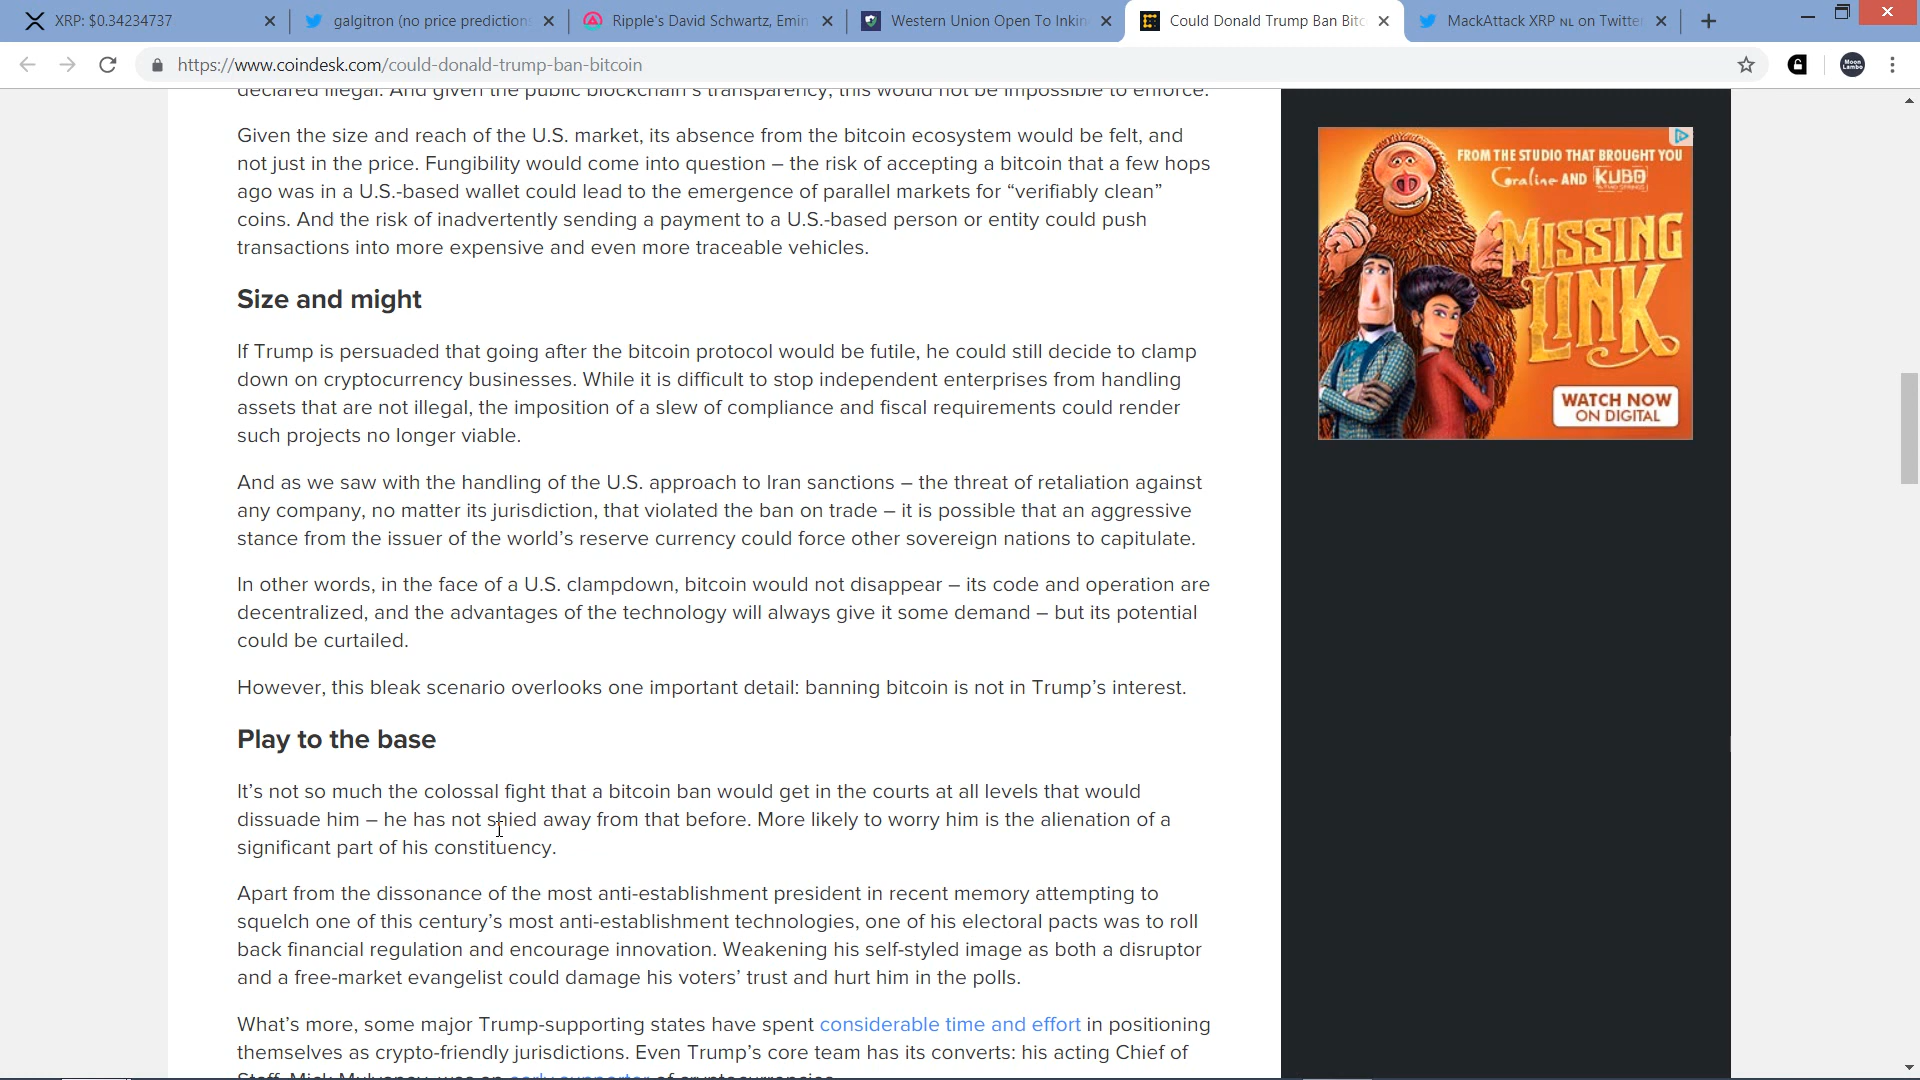 XRP: $0.34234737
galgitron (no price prediction
Ripple's David Schwartz, Emin
Western Union Open To Inkin
Could Donald Trump Ban Bitc
MackAttack XRP NL on Twitte
https://www.coindesk.com/could-donald-trump-ban-bitcoin
Moon Lambo
declared illegal. And given the public blockchain's transparency, this would not be impossible to enforce.
Given the size and reach of the U.S. market, its absence from the bitcoin ecosystem would be felt, and
not just in the price. Fungibility would come into question – the risk of accepting a bitcoin that a few hops
ago was in a U.S.-based wallet could lead to the emergence of parallel markets for “verifiably clean”
coins. And the risk of inadvertently sending a payment to a U.S.-based person or entity could push
transactions into more expensive and even more traceable vehicles.
Size and might
If Trump is persuaded that going after the bitcoin protocol would be futile, he could still decide to clamp
down on cryptocurrency businesses. While it is difficult to stop independent enterprises from handling
assets that are not illegal, the imposition of a slew of compliance and fiscal requirements could render
such projects no longer viable.
And as we saw with the handling of the U.S. approach to Iran sanctions – the threat of retaliation against
any company, no matter its jurisdiction, that violated the ban on trade – it is possible that an aggressive
stance from the issuer of the world’s reserve currency could force other sovereign nations to capitulate.
In other words, in the face of a U.S. clampdown, bitcoin would not disappear – its code and operation are
decentralized, and the advantages of the technology will always give it some demand – but its potential
could be curtailed.
However, this bleak scenario overlooks one important detail: banning bitcoin is not in Trump’s interest.
Play to the base
It’s not so much the colossal fight that a bitcoin ban would get in the courts at all levels that would
dissuade him – he has not shied away from that before. More likely to worry him is the alienation of a
significant part of his constituency.
Apart from the dissonance of the most anti-establishment president in recent memory attempting to
squelch one of this century’s most anti-establishment technologies, one of his electoral pacts was to roll
back financial regulation and encourage innovation. Weakening his self-styled image as both a disruptor
and a free-market evangelist could damage his voters’ trust and hurt him in the polls.
What’s more, some major Trump-supporting states have spent considerable time and effort in positioning
themselves as crypto-friendly jurisdictions. Even Trump’s core team has its converts: his acting Chief of
Staff, Mick Mulvaney, was an early supporter of cryptocurrencies.
FROM THE STUDIO THAT BROUGHT YOU
Coraline AND KUBO
MISSING
LINK
WATCH NOW
ON DIGITAL